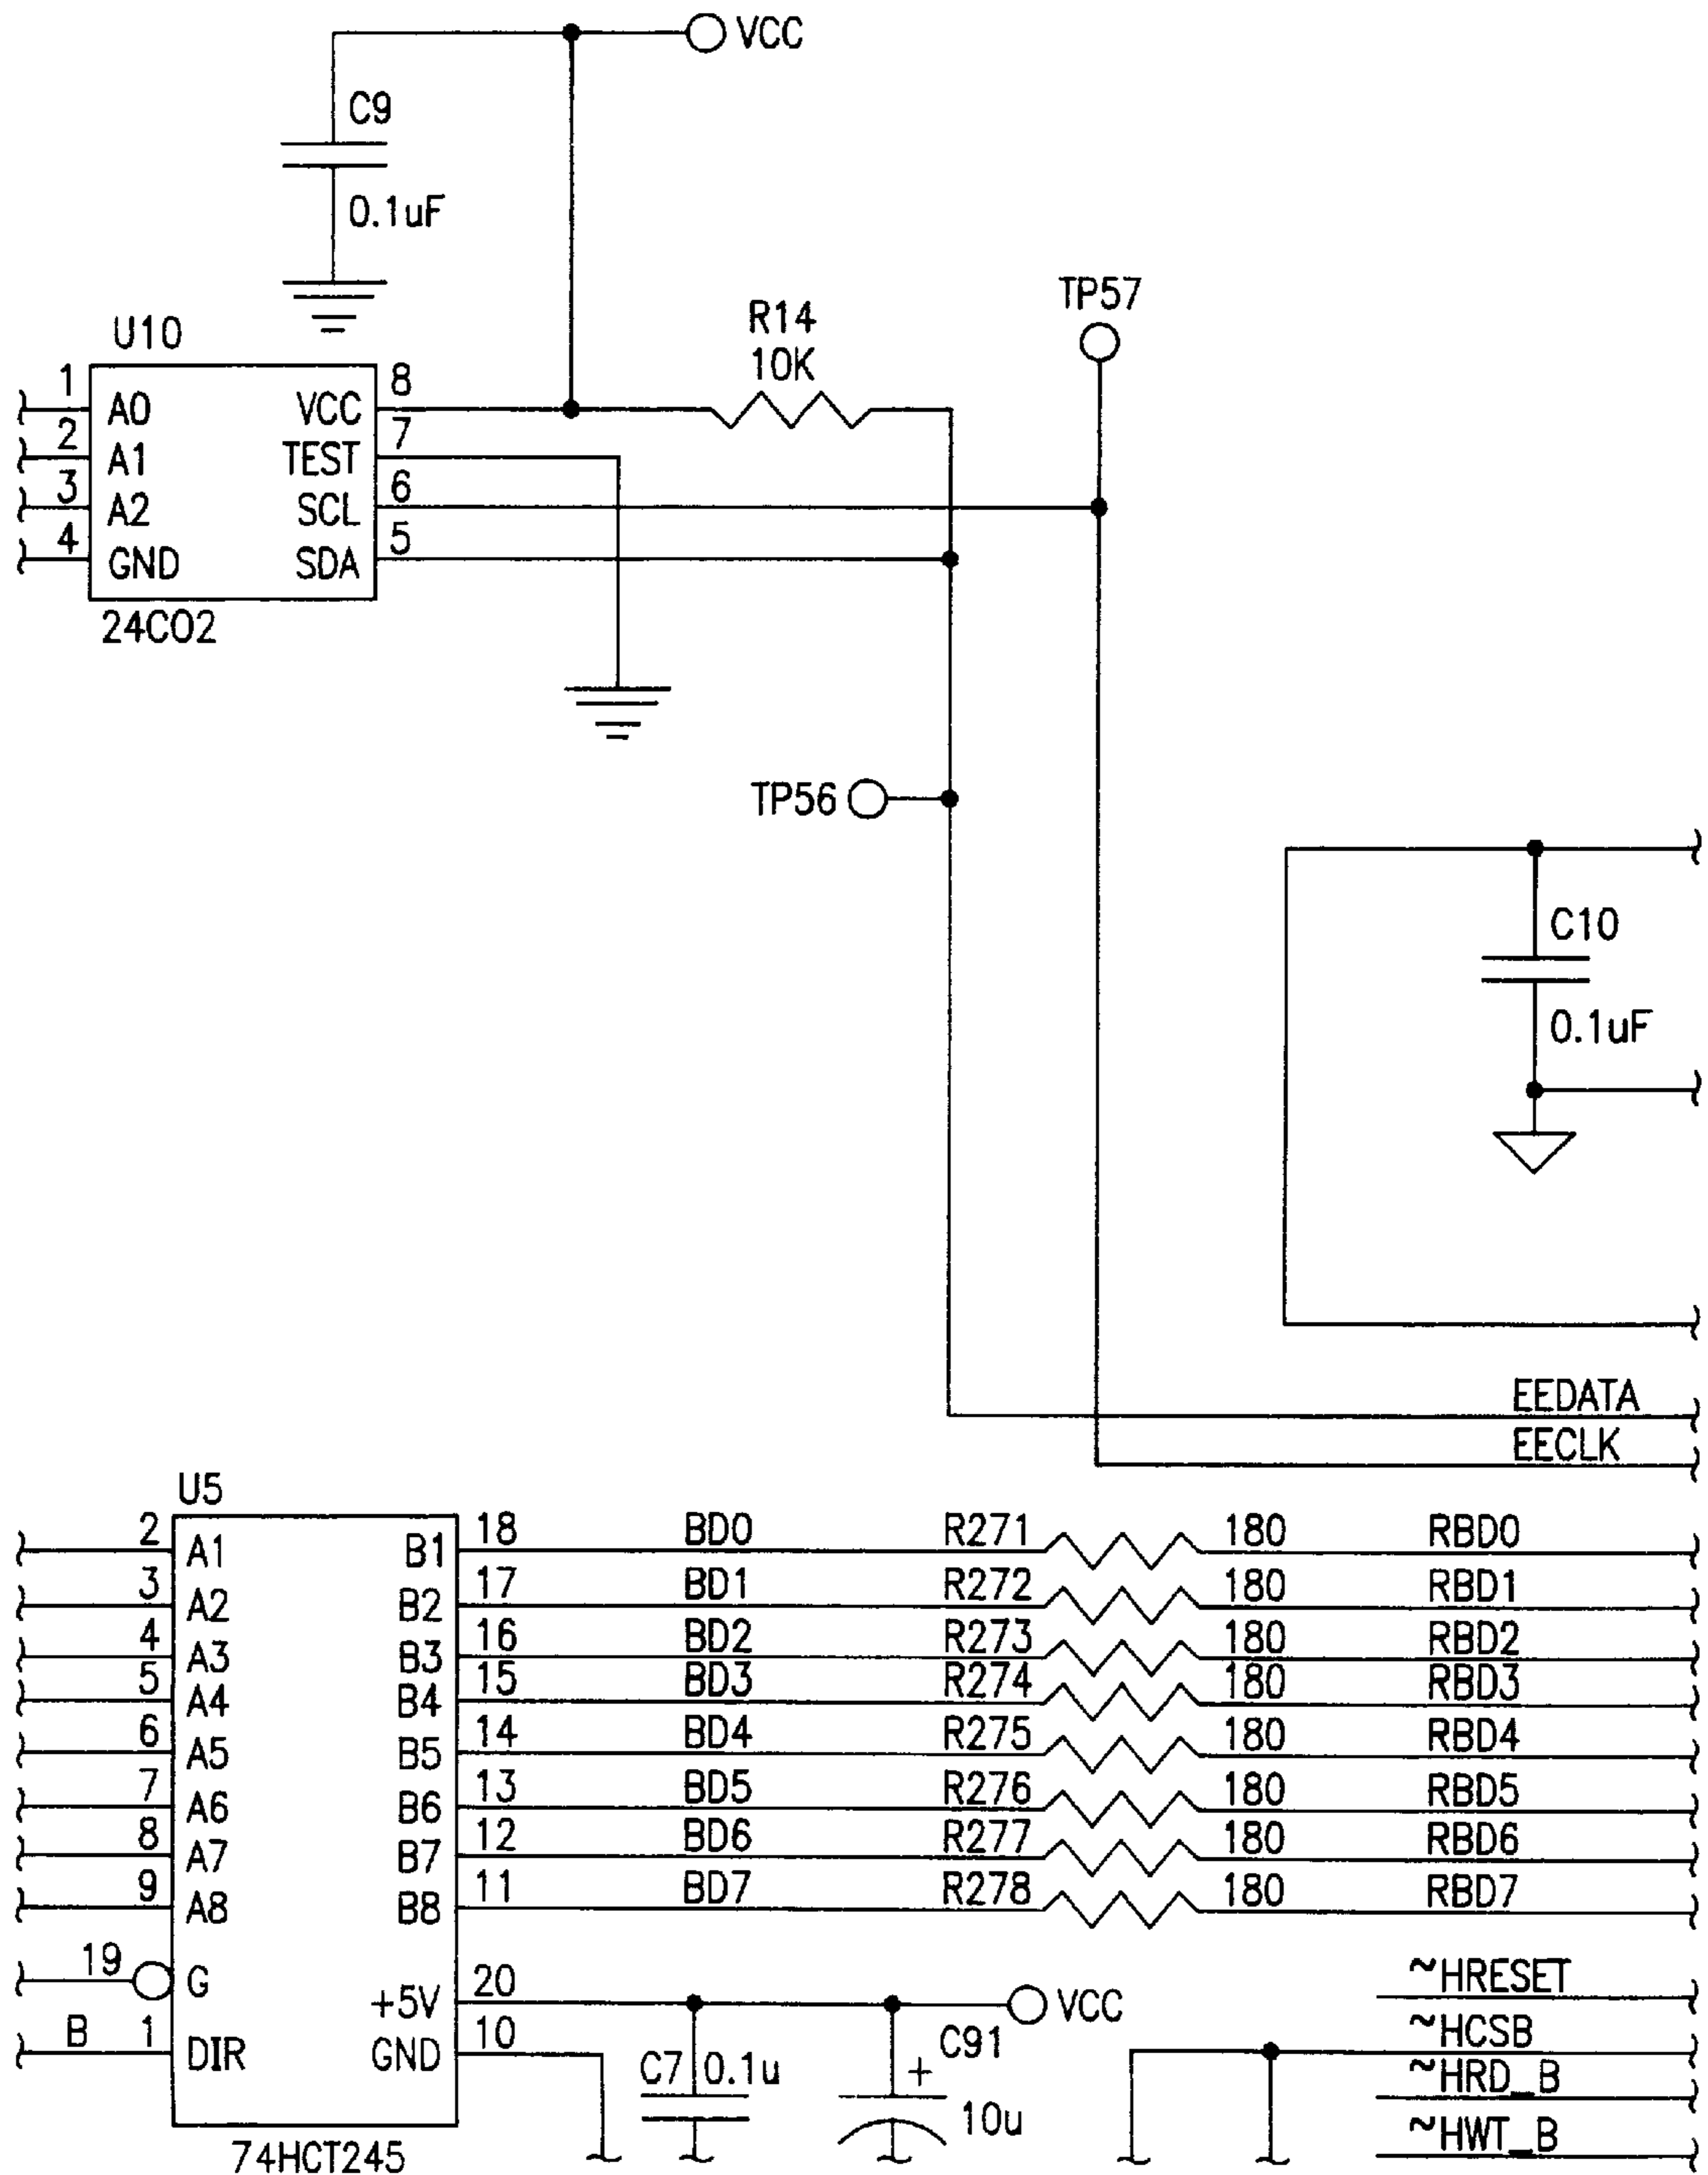 VCC
C9
0.1uF
U10
R14
10K
TP57
1 A0 VCC 8
2 A1 TEST 7
3 A2 SCL 6
4 GND SDA 5
24CO2
TP56
C10
0.1uF
EEDATA
EECLK
U5
2 A1 B1 18 BD0 R271 180 RBD0
3 A2 B2 17 BD1 R272 180 RBD1
4 A3 B3 16 BD2 R273 180 RBD2
5 A4 B4 15 BD3 R274 180 RBD3
6 A5 B5 14 BD4 R275 180 RBD4
7 A6 B6 13 BD5 R276 180 RBD5
8 A7 B7 12 BD6 R277 180 RBD6
9 A8 B8 11 BD7 R278 180 RBD7
19 G +5V 20 VCC
~HRESET
B 1 DIR GND 10
C7 0.1u
C91
+
10u
~HCSB
~HRD_B
~HWT_B
74HCT245